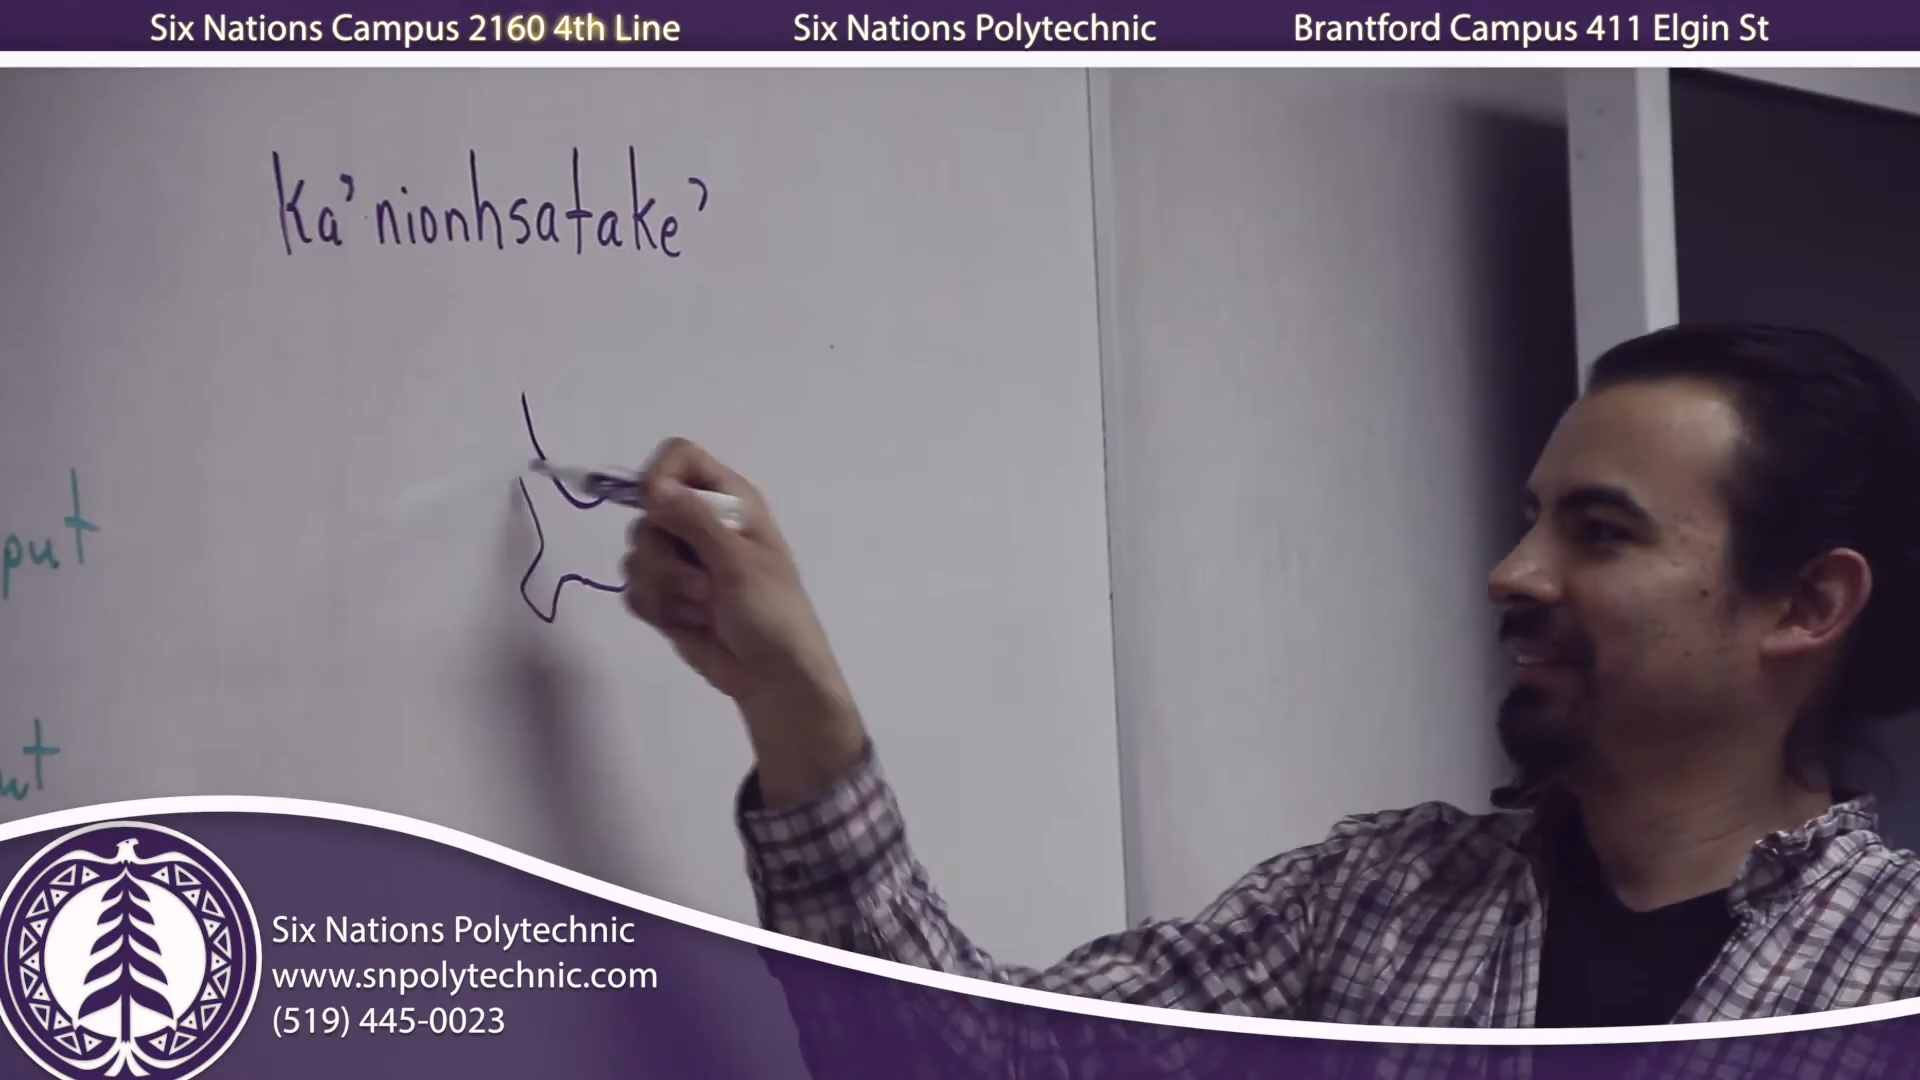 Six Nations Campus 2160 4th Line
Six Nations Polytechnic
Brantford Campus 411 Elgin St
Ka'nionhsatake'
put
ut
Six Nations Polytechnic
www.snpolytechnic.com
(519) 445-0023